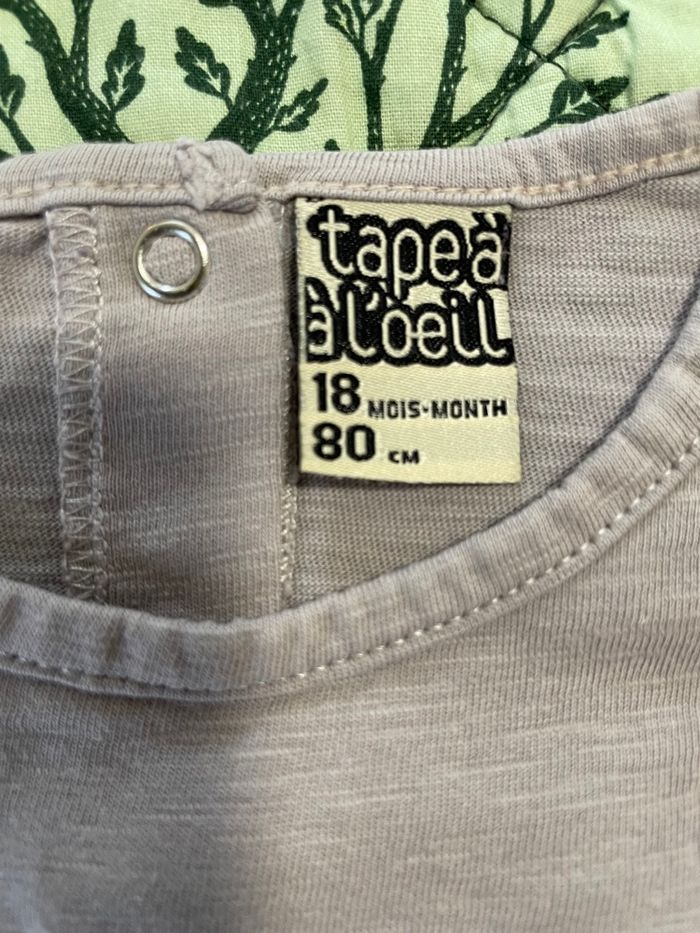 tape à
à l'oeil
18 MOIS-MONTH
80 CM